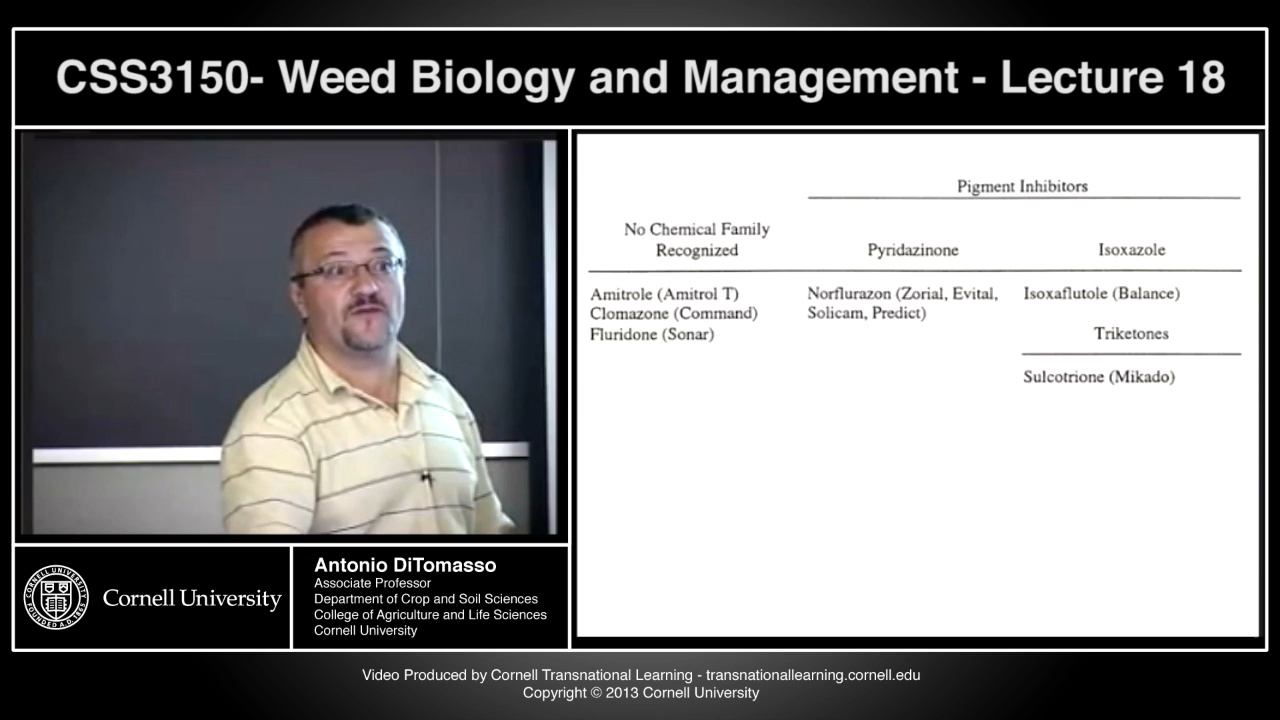 CSS3150- Weed Biology and Management - Lecture 18
Pigment Inhibitors
No Chemical Family
Recognized
Pyridazinone
Isoxazole
Amitrole (Amitrol T)
Clomazone (Command)
Fluridone (Sonar)
Norflurazon (Zorial, Evital,
Solicam, Predict)
Isoxaflutole (Balance)
Triketones
Sulcotrione (Mikado)
Cornell University
Antonio DiTomasso
Associate Professor
Department of Crop and Soil Sciences
College of Agriculture and Life Sciences
Cornell University
Video Produced by Cornell Transnational Learning - transnationallearning.cornell.edu
Copyright © 2013 Cornell University